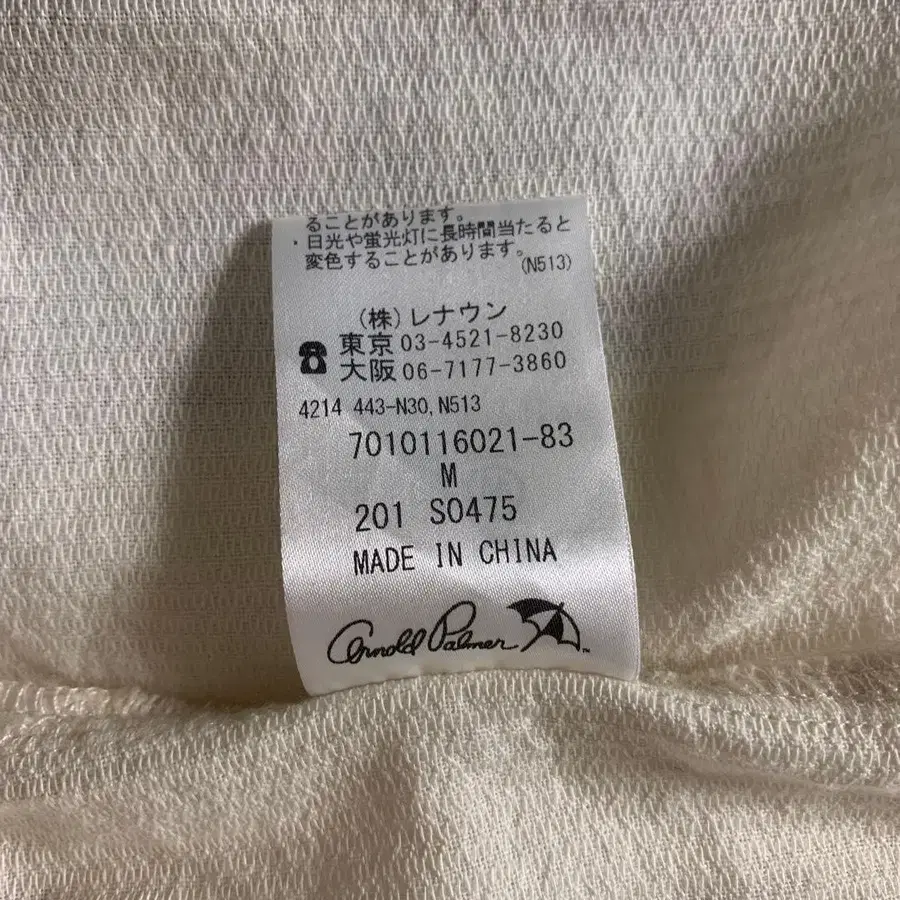 ることがあります。
・日光や蛍光灯に長時間当たると
変色することがあります。
(N513)
(株)レナウン
☎ 東京 03-4521-8230
大阪 06-7177-3860
4214 443-N30, N513
7010116021-83
M
201 S0475
MADE IN CHINA
Arnold Palmer ™